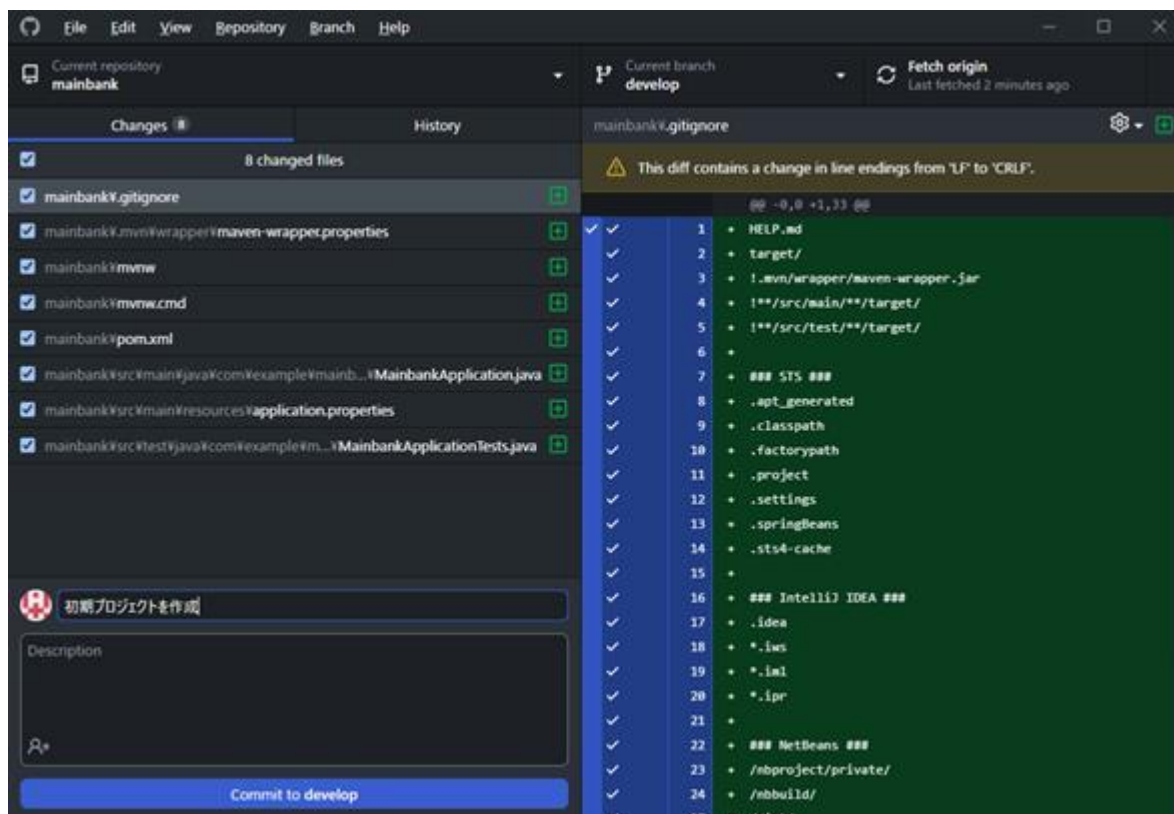 File Edit View Repository Branch Help
Current repository
mainbank
Current branch
develop
Fetch origin
Last fetched 2 minutes ago
Changes 8
History
8 changed files
mainbank¥.gitignore
mainbank¥.mvn¥wrapper¥maven-wrapper.properties
mainbank¥mvnw
mainbank¥mvnw.cmd
mainbank¥pom.xml
mainbank¥src¥main¥java¥com¥example¥mainb...¥MainbankApplication.java
mainbank¥src¥main¥resources¥application.properties
mainbank¥src¥test¥java¥com¥example¥m...¥MainbankApplicationTests.java
初期プロジェクトを作成
Description
Commit to develop
mainbank¥.gitignore
This diff contains a change in line endings from 'LF' to 'CRLF'.
@@ -0,0 +1,33 @@
1 + HELP.md
2 + target/
3 + !.mvn/wrapper/maven-wrapper.jar
4 + !**/src/main/**/target/
5 + !**/src/test/**/target/
6 +
7 + ### STS ###
8 + .apt_generated
9 + .classpath
10 + .factorypath
11 + .project
12 + .settings
13 + .springBeans
14 + .sts4-cache
15 +
16 + ### IntelliJ IDEA ###
17 + .idea
18 + *.iws
19 + *.iml
20 + *.ipr
21 +
22 + ### NetBeans ###
23 + /nbproject/private/
24 + /nbbuild/